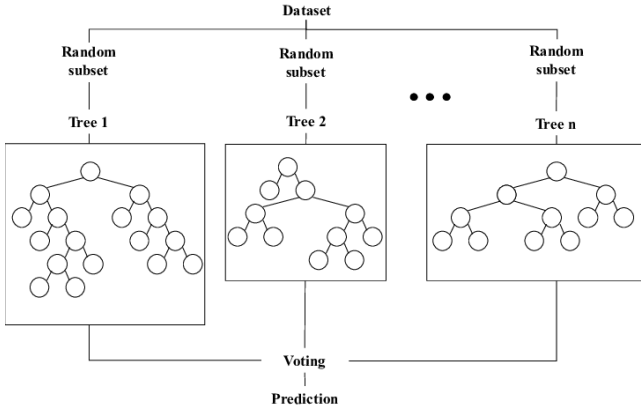 Dataset
Random
subset
Random
subset
Random
subset
Tree 1
Tree 2
Tree n
Voting
Prediction